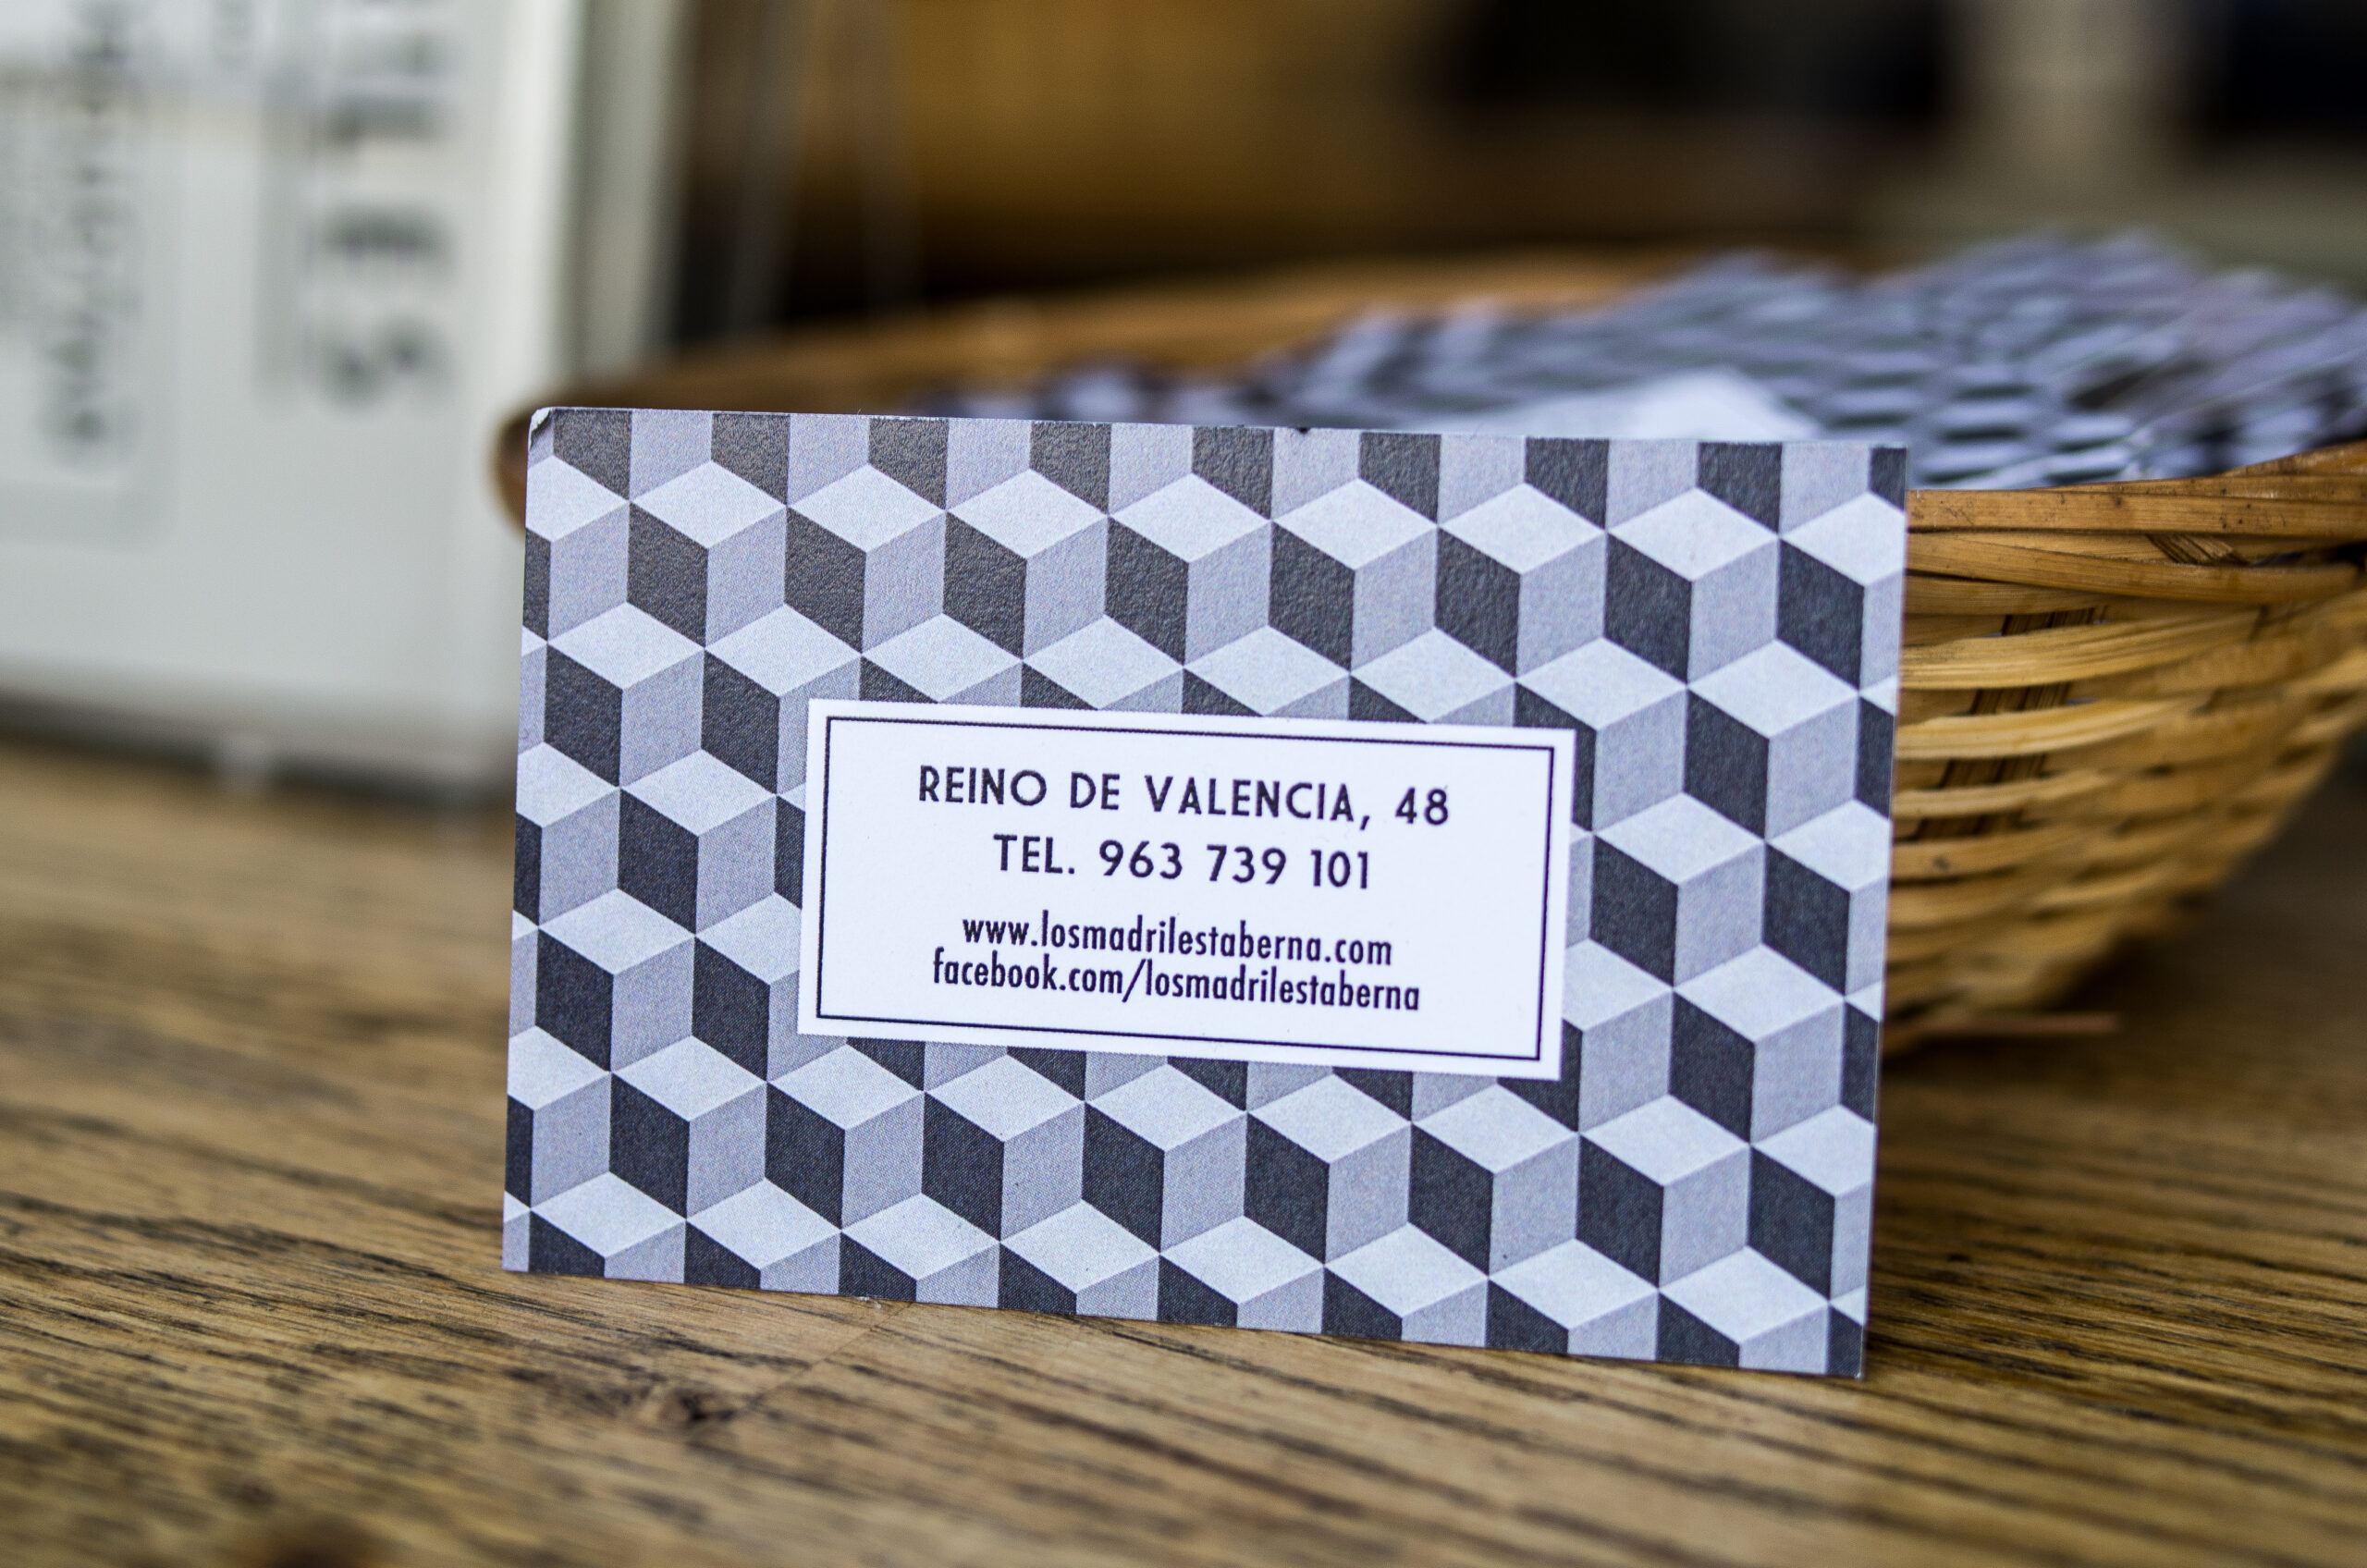 REINO DE VALENCIA, 48
TEL. 963 739 101
www.losmadrilestaberna.com
facebook.com/losmadrilestaberna